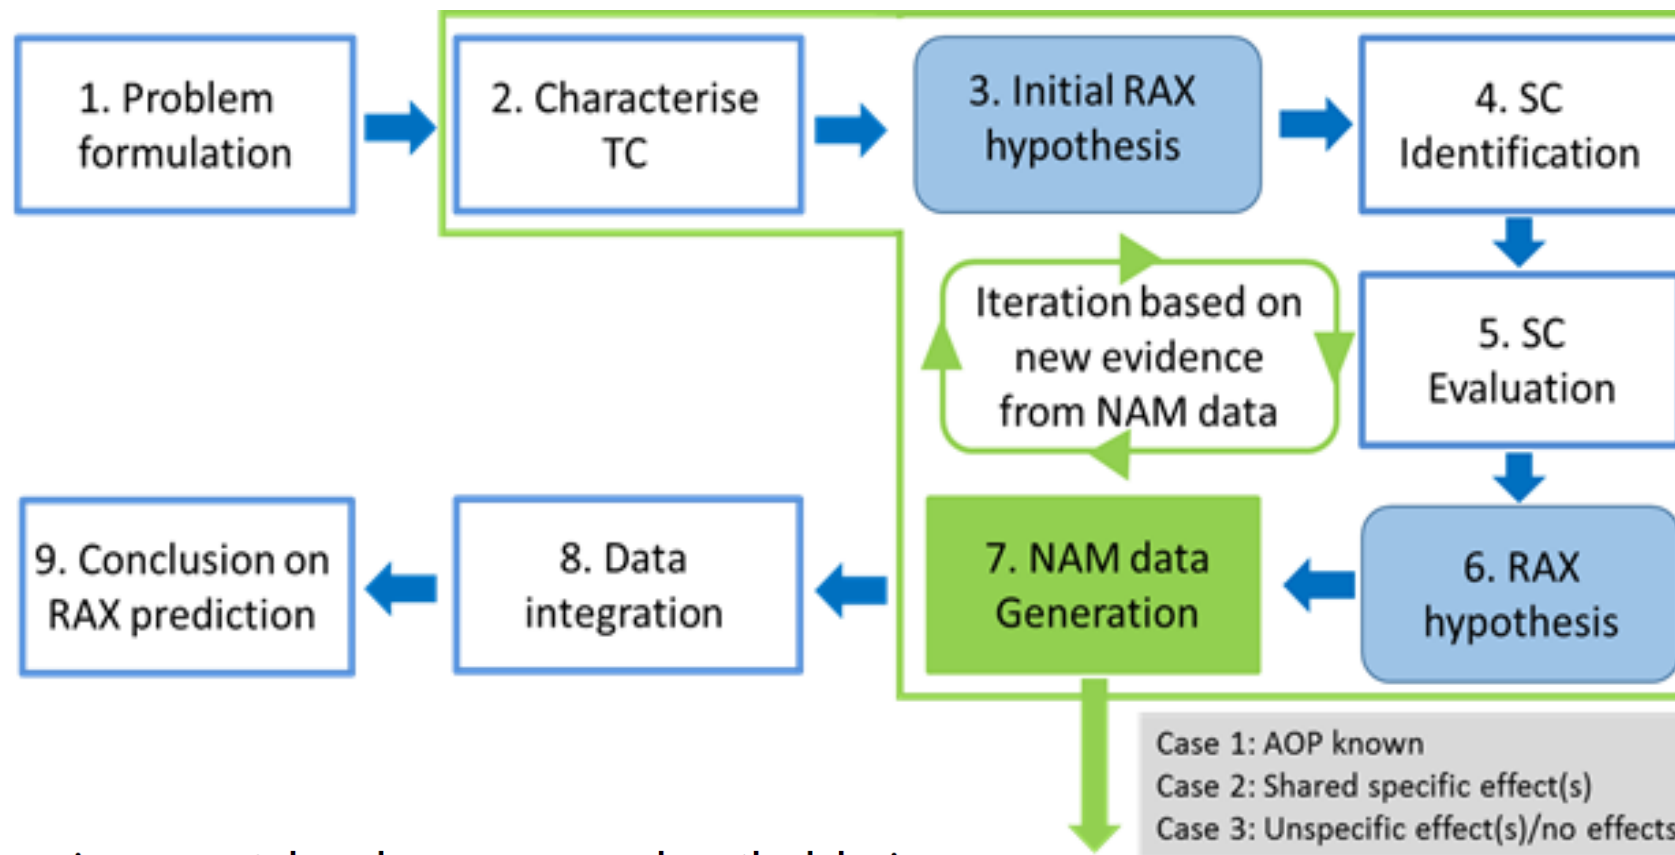 1. Problem
formulation
2. Characterise
TC
3. Initial RAX
hypothesis
4. SC
Identification
Iteration based on
new evidence
from NAM data
5. SC
Evaluation
6. RAX
hypothesis
7. NAM data
Generation
8. Data
integration
9. Conclusion on
RAX prediction
Case 1: AOP known
Case 2: Shared specific effect(s)
Case 3: Unspecific effect(s)/no effects